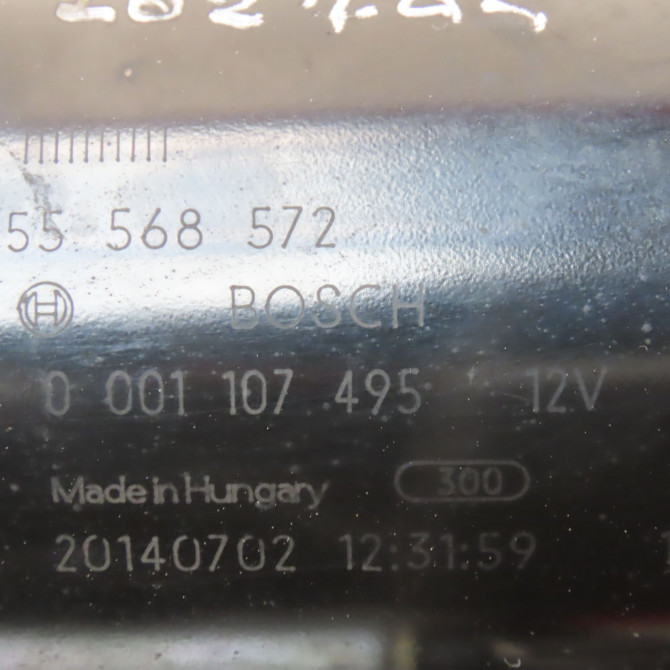 55 568 572
BOSCH
0 001 107 495 12V
Made in Hungary 300
20140702 12:31:59